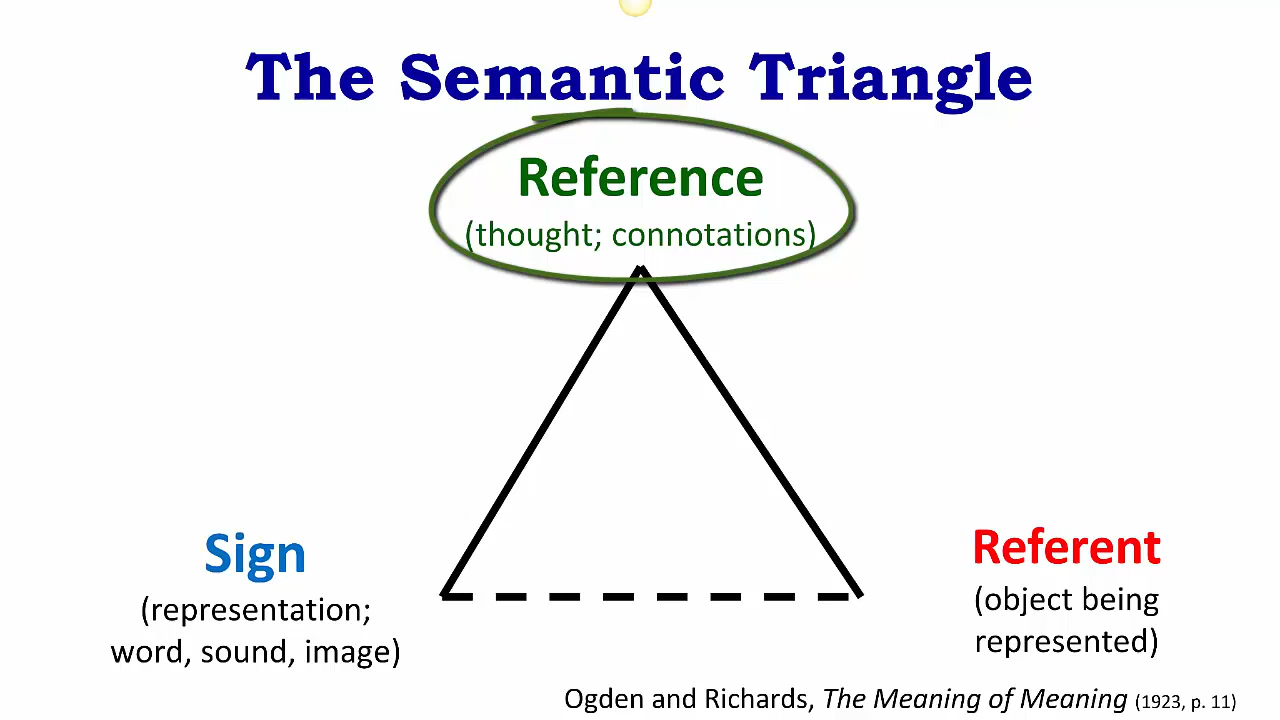 The Semantic Triangle
Reference
(thought; connotations)
Sign
(representation;
word, sound, image)
Referent
(object being
represented)
Ogden and Richards, The Meaning of Meaning (1923, p. 11)